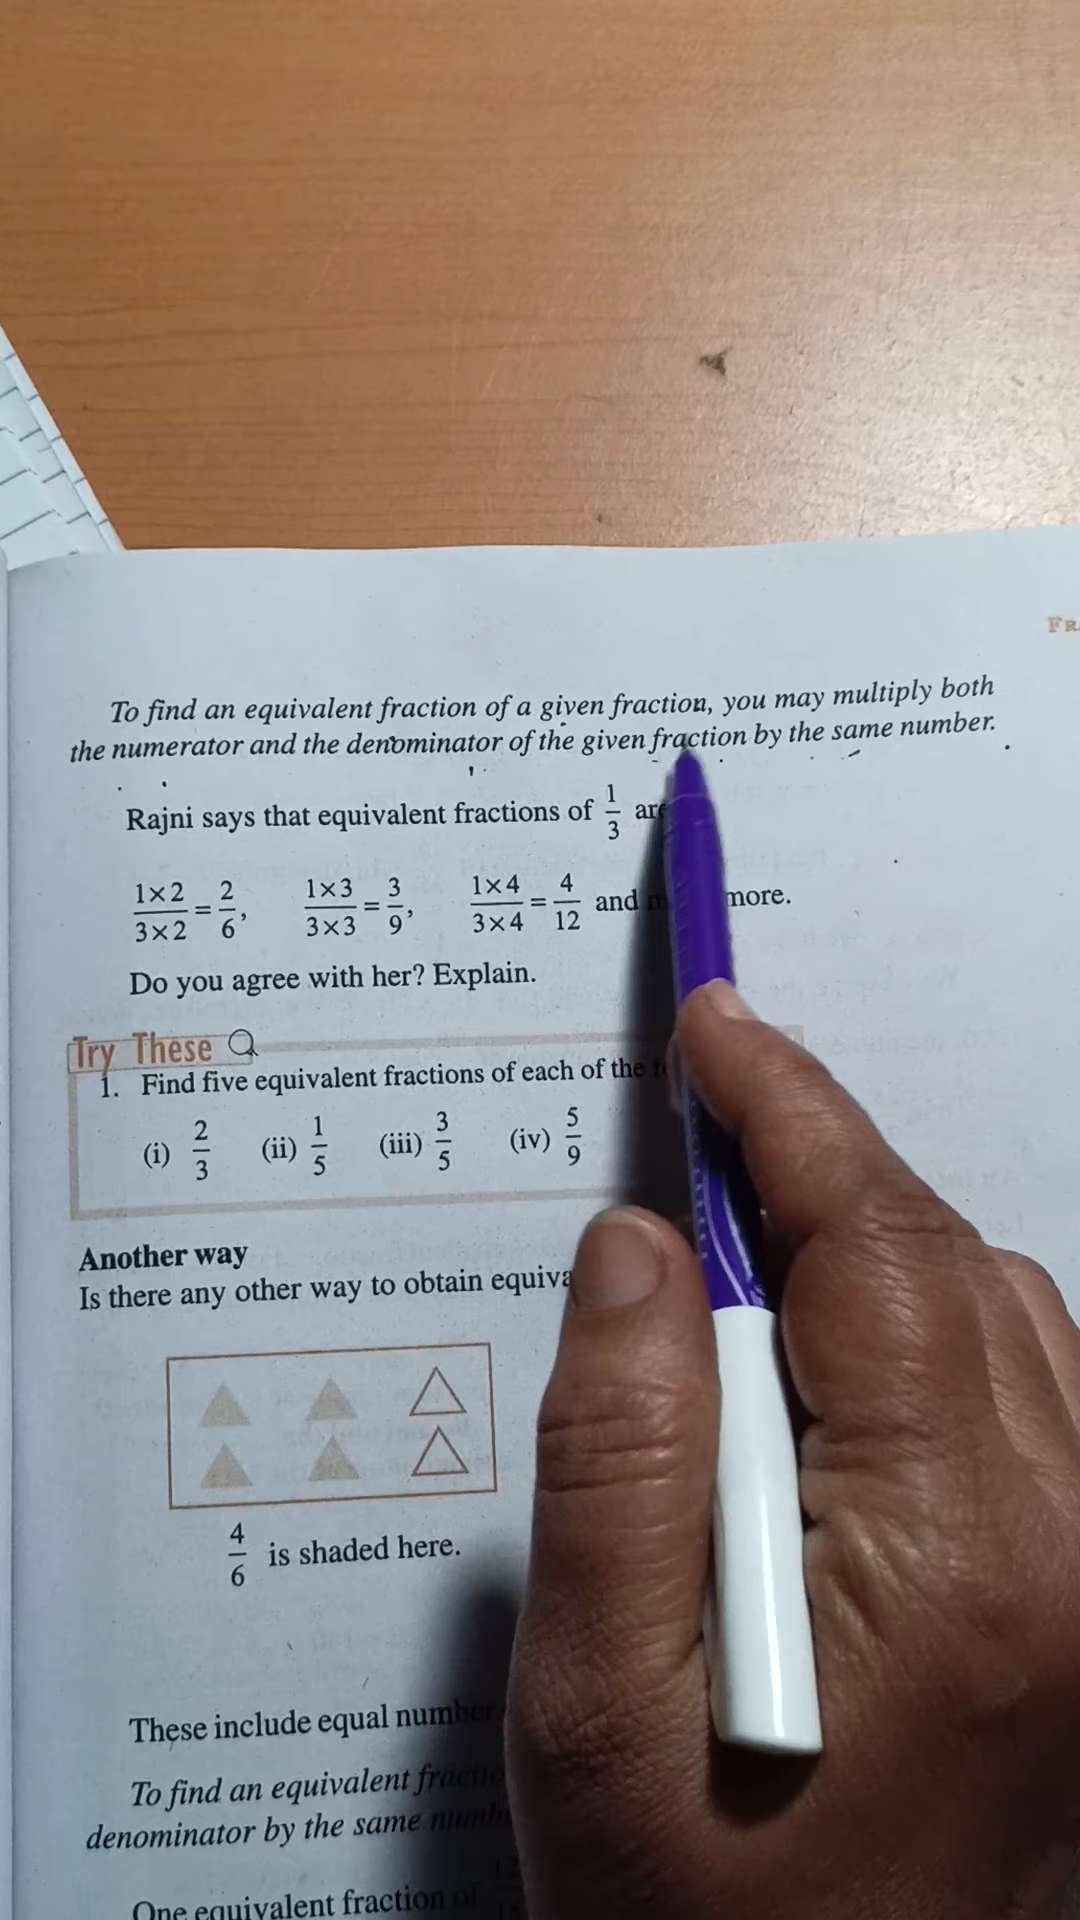 FR
To find an equivalent fraction of a given fraction, you may multiply both
the numerator and the denominator of the given fraction by the same number.
Rajni says that equivalent fractions of 1/3 are
1×2/3×2 = 2/6, 1×3/3×3 = 3/9, 1×4/3×4 = 4/12 and more.
Do you agree with her? Explain.
Try These
1. Find five equivalent fractions of each of the
(i) 2/3 (ii) 1/5 (iii) 3/5 (iv) 5/9
Another way
Is there any other way to obtain
4/6 is shaded here.
These include equal number
To find an equivalent
denominator by the same
One equivalent fraction of